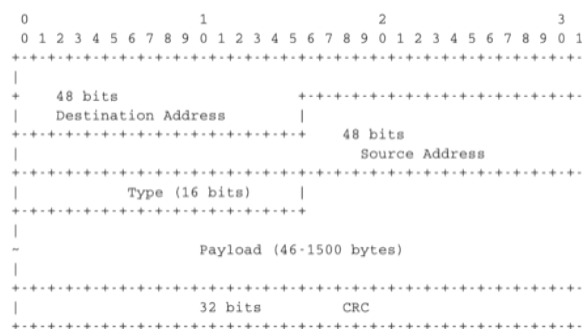 0 1 2 3
0 1 2 3 4 5 6 7 8 9 0 1 2 3 4 5 6 7 8 9 0 1 2 3 4 5 6 7 8 9 0 1
+-+-+-+-+-+-+-+-+-+-+-+-+-+-+-+-+-+-+-+-+-+-+-+-+-+-+-+-+-+-+-+-
|
+ 48 bits +-+-+-+-+-+-+-+-+-+-+-+-+-+-+-+-
| Destination Address |
+-+-+-+-+-+-+-+-+-+-+-+-+-+-+-+-+ 48 bits
| Source Address
+-+-+-+-+-+-+-+-+-+-+-+-+-+-+-+-+-+-+-+-+-+-+-+-+-+-+-+-+-+-+-+-
| Type (16 bits) |
+-+-+-+-+-+-+-+-+-+-+-+-+-+-+-+-+
|
~ Payload (46-1500 bytes)
|
+-+-+-+-+-+-+-+-+-+-+-+-+-+-+-+-+-+-+-+-+-+-+-+-+-+-+-+-+-+-+-+-
| 32 bits CRC
+-+-+-+-+-+-+-+-+-+-+-+-+-+-+-+-+-+-+-+-+-+-+-+-+-+-+-+-+-+-+-+-